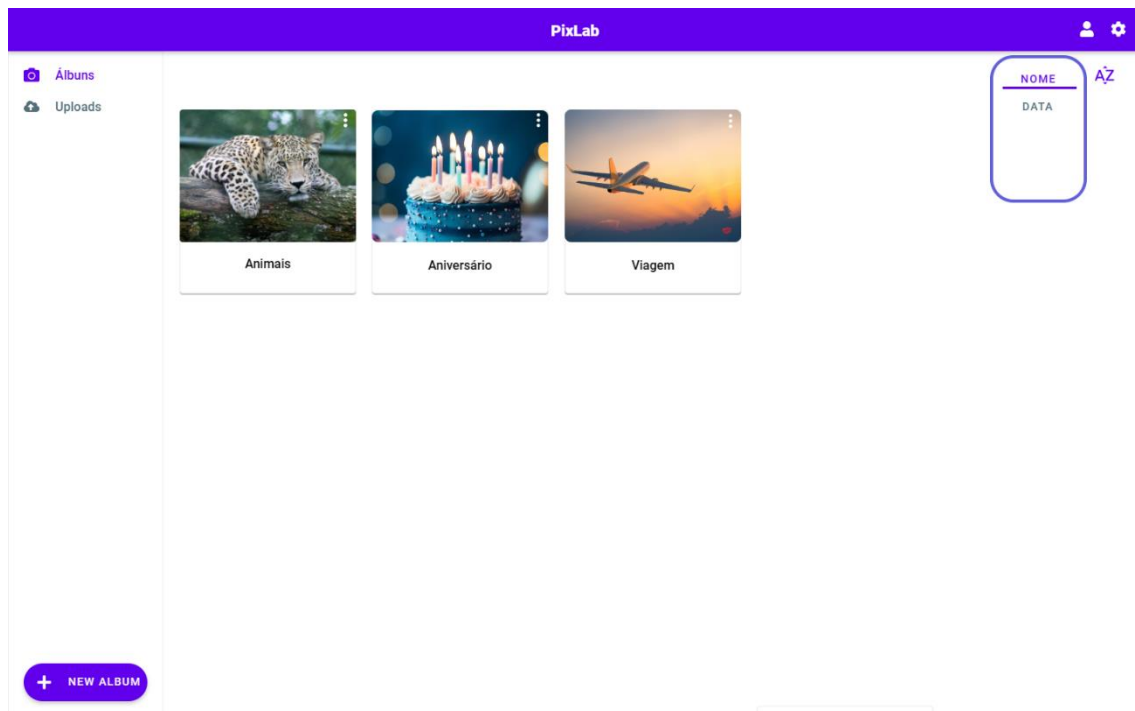 PixLab
Álbuns
Uploads
NOME
DATA
AZ
Animais
Aniversário
Viagem
NEW ALBUM